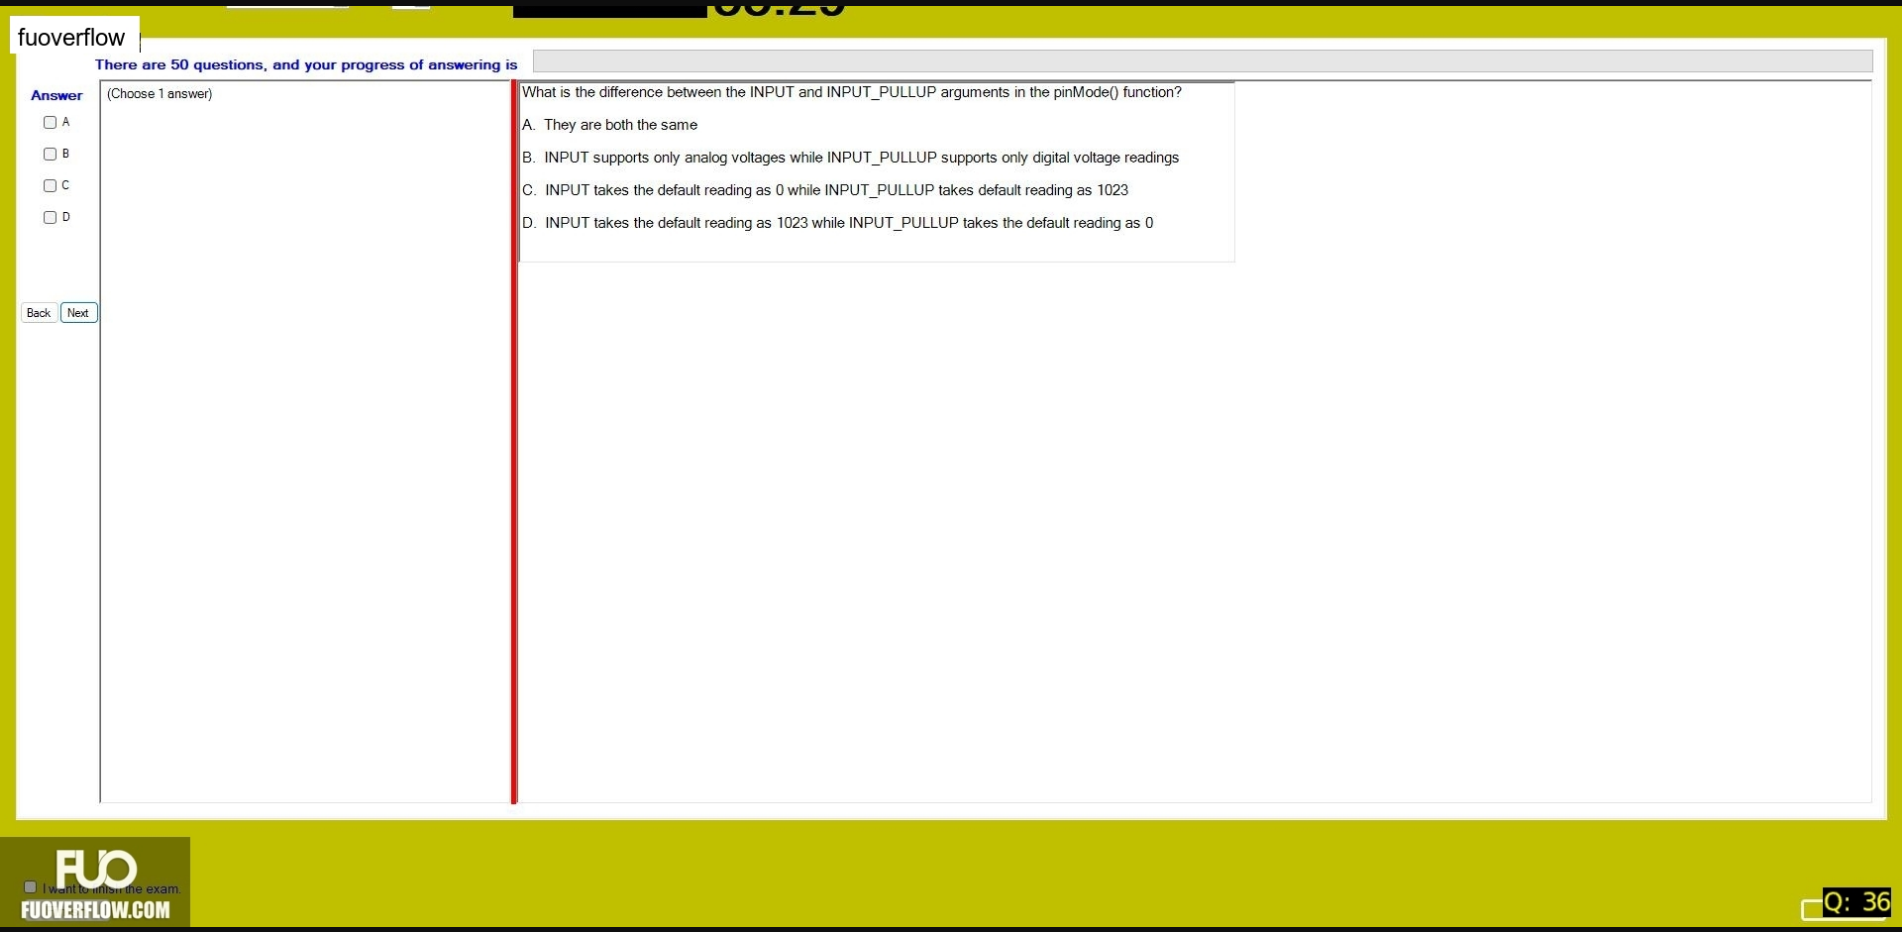 fuoverflow
There are 50 questions, and your progress of answering is
Answer
(Choose 1 answer)
A
B
C
D
Back
Next
What is the difference between the INPUT and INPUT_PULLUP arguments in the pinMode() function?
A. They are both the same
B. INPUT supports only analog voltages while INPUT_PULLUP supports only digital voltage readings
C. INPUT takes the default reading as 0 while INPUT_PULLUP takes default reading as 1023
D. INPUT takes the default reading as 1023 while INPUT_PULLUP takes the default reading as 0
FUO
I want to finish the exam.
FUOVERFLOW.COM
Q: 36